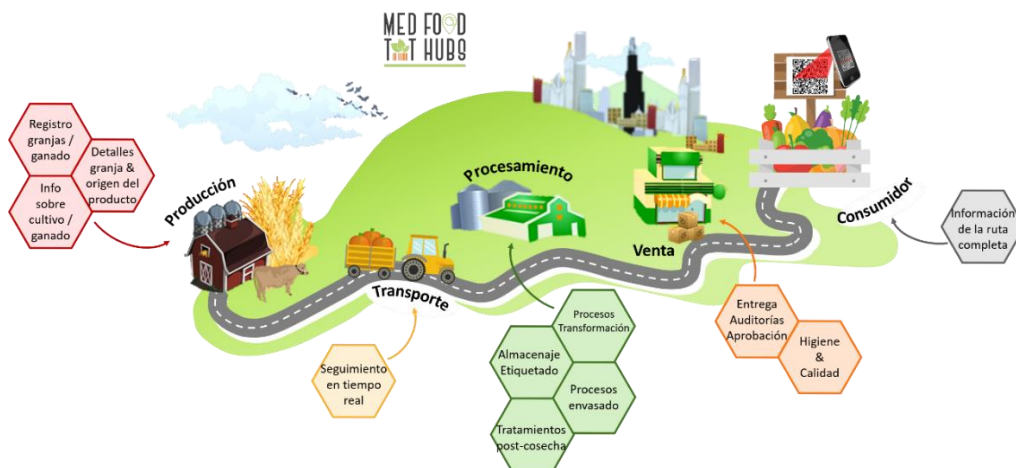 MED FOOD
TTHUBS
Registro
granjas /
ganado
Detalles
granja &
origen del
producto
Info
sobre
cultivo /
ganado
Producción
Transporte
Seguimiento
en tiempo
real
Procesamiento
Procesos
Transformación
Almacenaje
Etiquetado
Procesos
envasado
Tratamientos
post-cosecha
Venta
Entrega
Auditorías
Aprobación
Higiene
&
Calidad
Consumidor
Información
de la ruta
completa